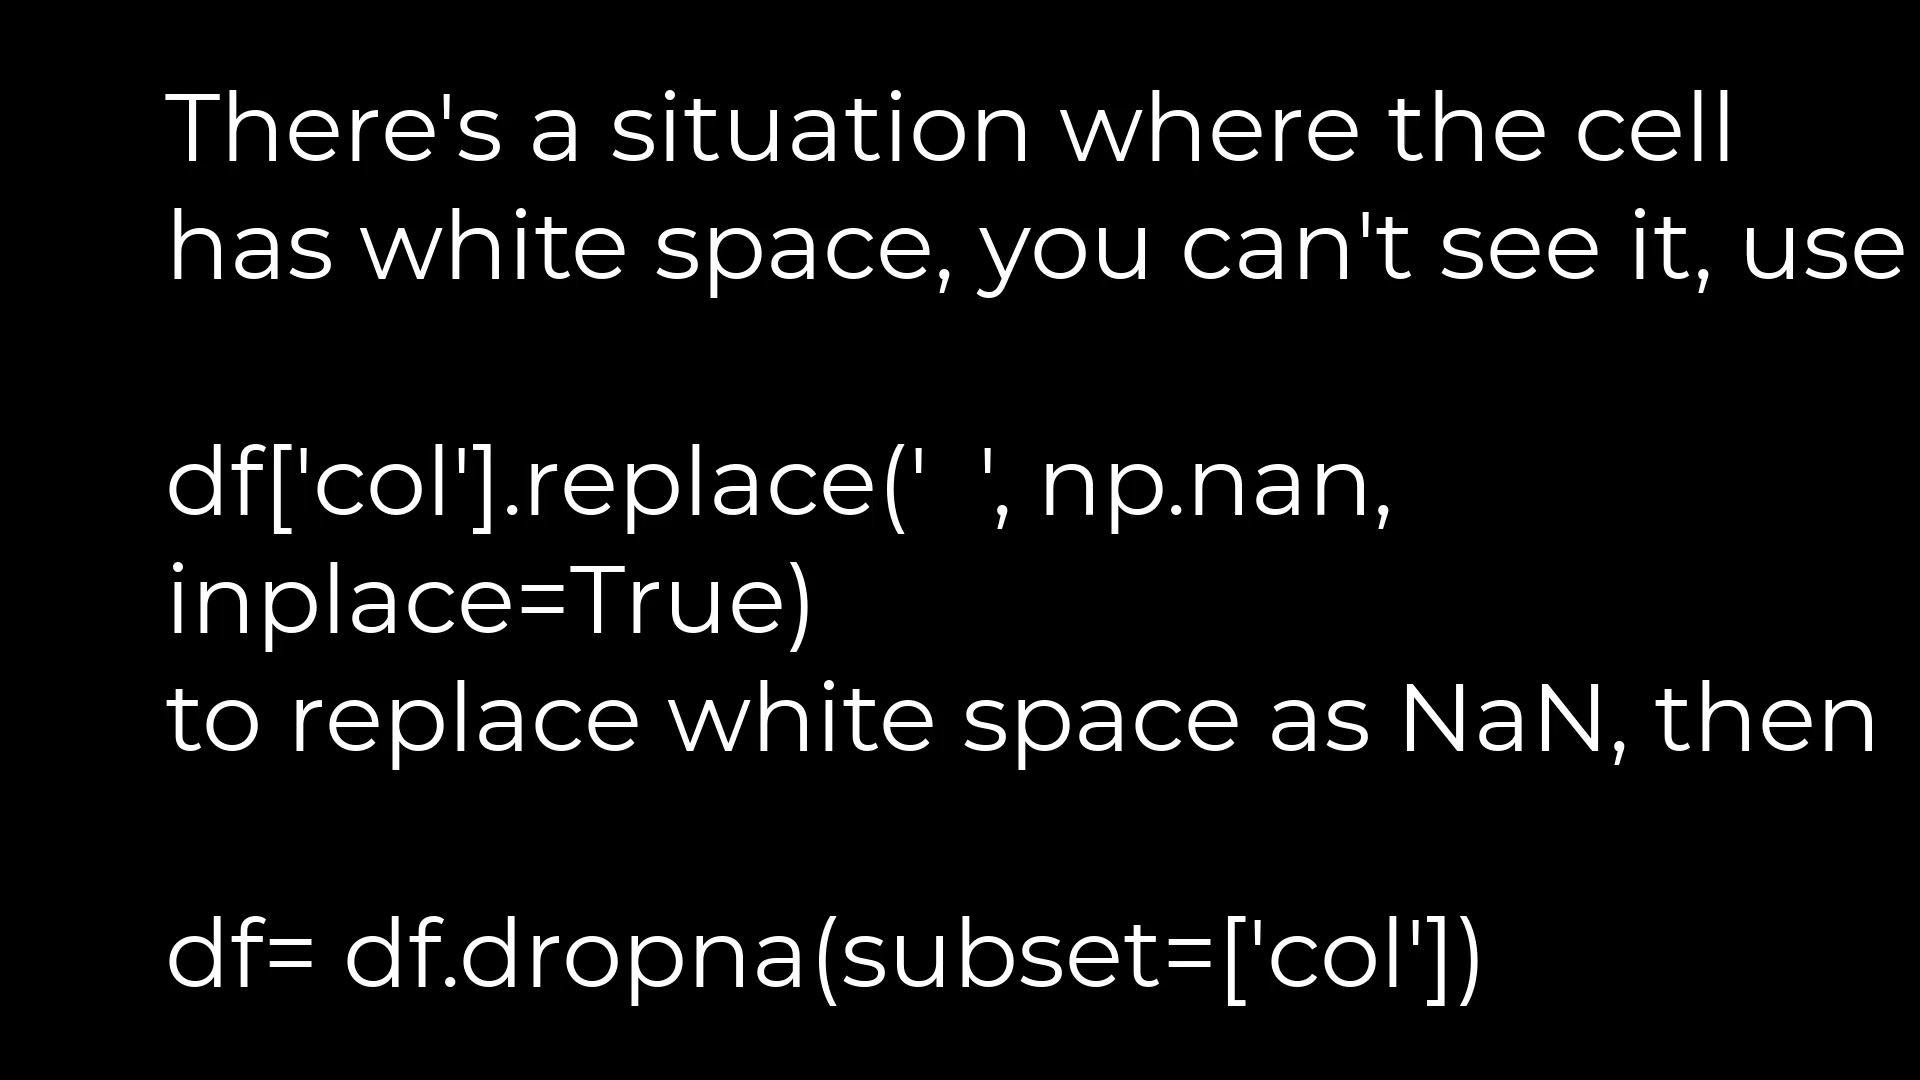 There's a situation where the cell
has white space, you can't see it, use
df['col'].replace('  ', np.nan,
inplace=True)
to replace white space as NaN, then
df= df.dropna(subset=['col'])